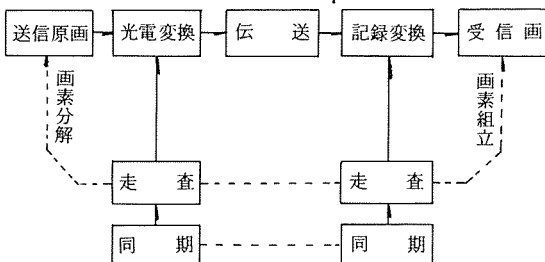 送信原画 光電変換 伝送 記録変換 受信画
画素分解
画素組立
走査 走査
同期 同期